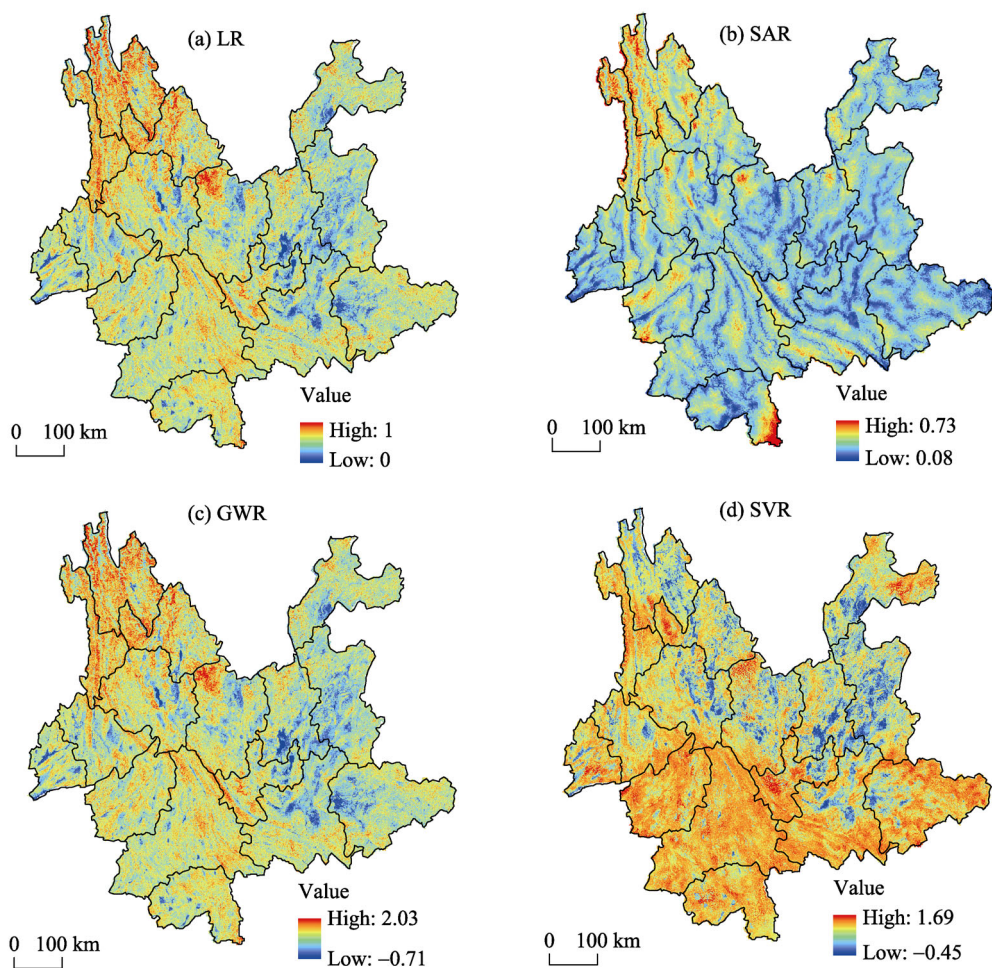 (a) LR
Value
High: 1
Low: 0
0 100 km
(b) SAR
Value
High: 0.73
Low: 0.08
0 100 km
(c) GWR
Value
High: 2.03
Low: −0.71
0 100 km
(d) SVR
Value
High: 1.69
Low: −0.45
0 100 km